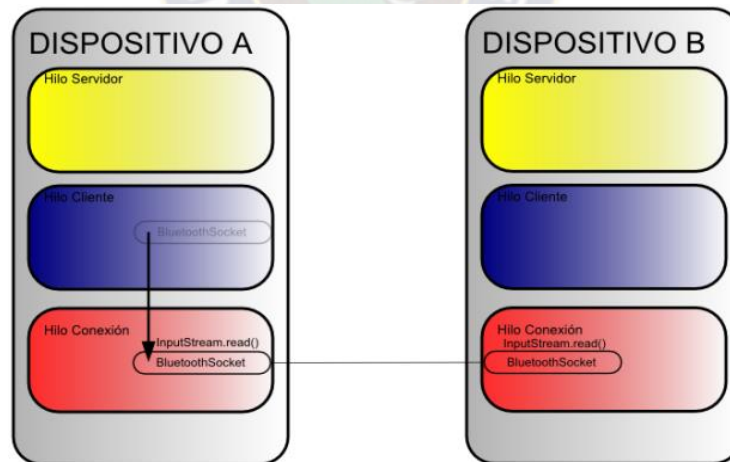 DISPOSITIVO A
Hilo Servidor
Hilo Cliente
BluetoothSocket
Hilo Conexión
InputStream.read()
BluetoothSocket
DISPOSITIVO B
Hilo Servidor
Hilo Cliente
Hilo Conexión
InputStream.read()
BluetoothSocket